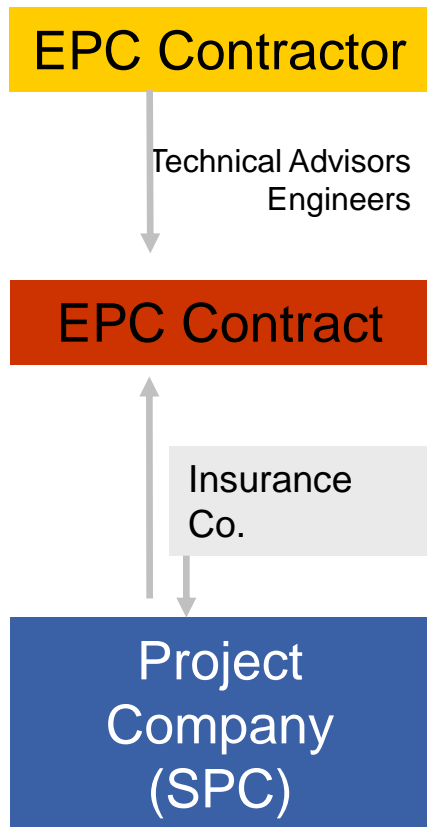 EPC Contractor
Technical Advisors
Engineers
EPC Contract
Insurance
Co.
Project
Company
(SPC)